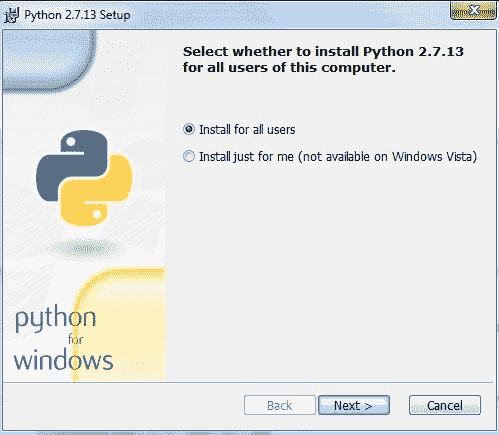 Python 2.7.13 Setup
Select whether to install Python 2.7.13
for all users of this computer.
Install for all users
Install just for me (not available on Windows Vista)
python
for
windows
Back
Next >
Cancel